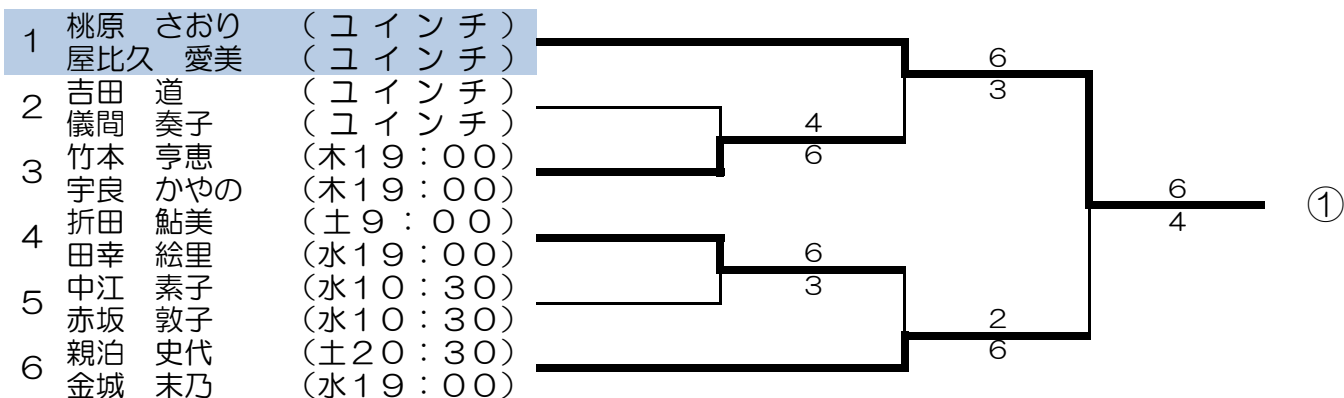 1 桃原 さおり (ユインチ)
屋比久 愛美 (ユインチ)
2 吉田 道 (ユインチ)
儀間 奏子 (ユインチ)
3 竹本 亨恵 (木19:00)
宇良 かやの (木19:00)
4 折田 鮎美 (土9:00)
田幸 絵里 (水19:00)
5 中江 素子 (水10:30)
赤坂 敦子 (水10:30)
6 親泊 史代 (土20:30)
金城 末乃 (水19:00)
4
6
6
3
6
3
2
6
6
4
①